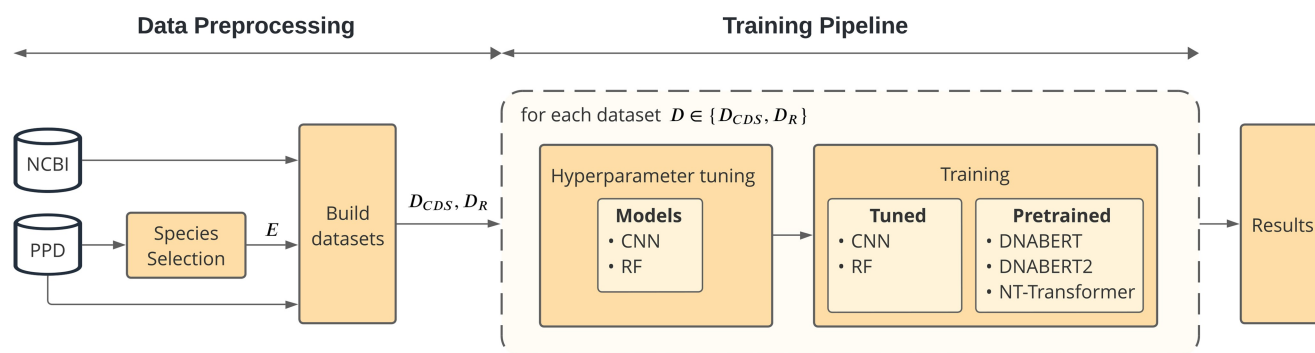 Data Preprocessing
Training Pipeline
for each dataset D ∈ {D_CDS, D_R}
NCBI
PPD
Species
Selection
E
Build
datasets
D_CDS, D_R
Hyperparameter tuning
Models
• CNN
• RF
Training
Tuned
• CNN
• RF
Pretrained
• DNABERT
• DNABERT2
• NT-Transformer
Results